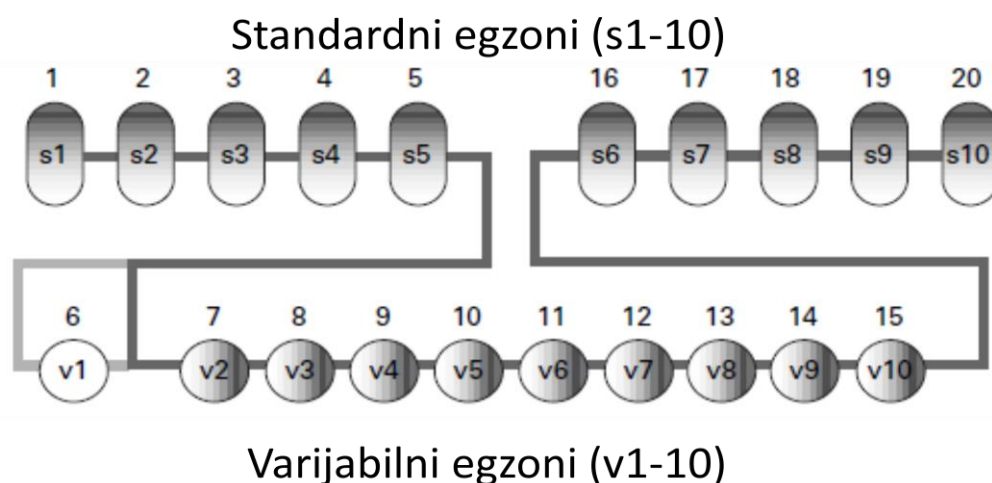 Standardni egzoni (s1-10)
1 2 3 4 5 16 17 18 19 20
s1 s2 s3 s4 s5 s6 s7 s8 s9 s10
6 7 8 9 10 11 12 13 14 15
v1 v2 v3 v4 v5 v6 v7 v8 v9 v10
Varijabilni egzoni (v1-10)